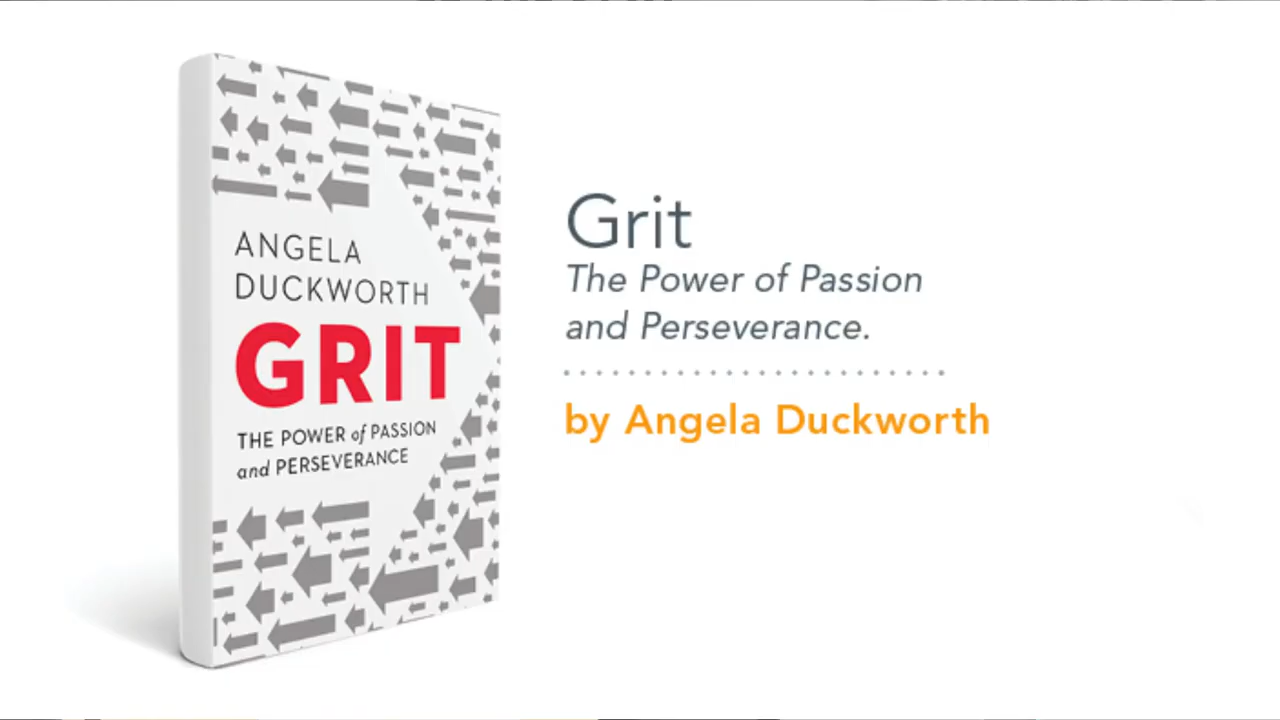 ANGELA
DUCKWORTH
GRIT
THE POWER of PASSION
and PERSEVERANCE
Grit
The Power of Passion
and Perseverance.
by Angela Duckworth